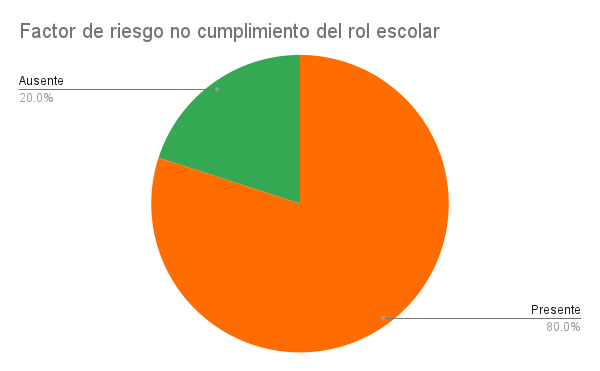 Factor de riesgo no cumplimiento del rol escolar
Ausente
20.0%
Presente
80.0%